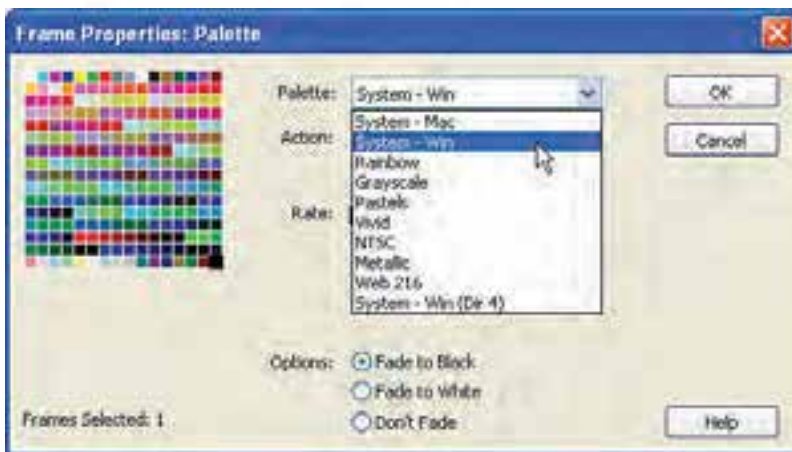 Frame Properties: Palette
Palette: System - Win
OK
System - Mac
Action:
System - Win
Cancel
Rainbow
Grayscale
Pastels
Rate:
Vivid
NTSC
Metallic
Web 216
System - Win (Dir 4)
Options: Fade to Black
Fade to White
Frames Selected: 1
Don't Fade
Help